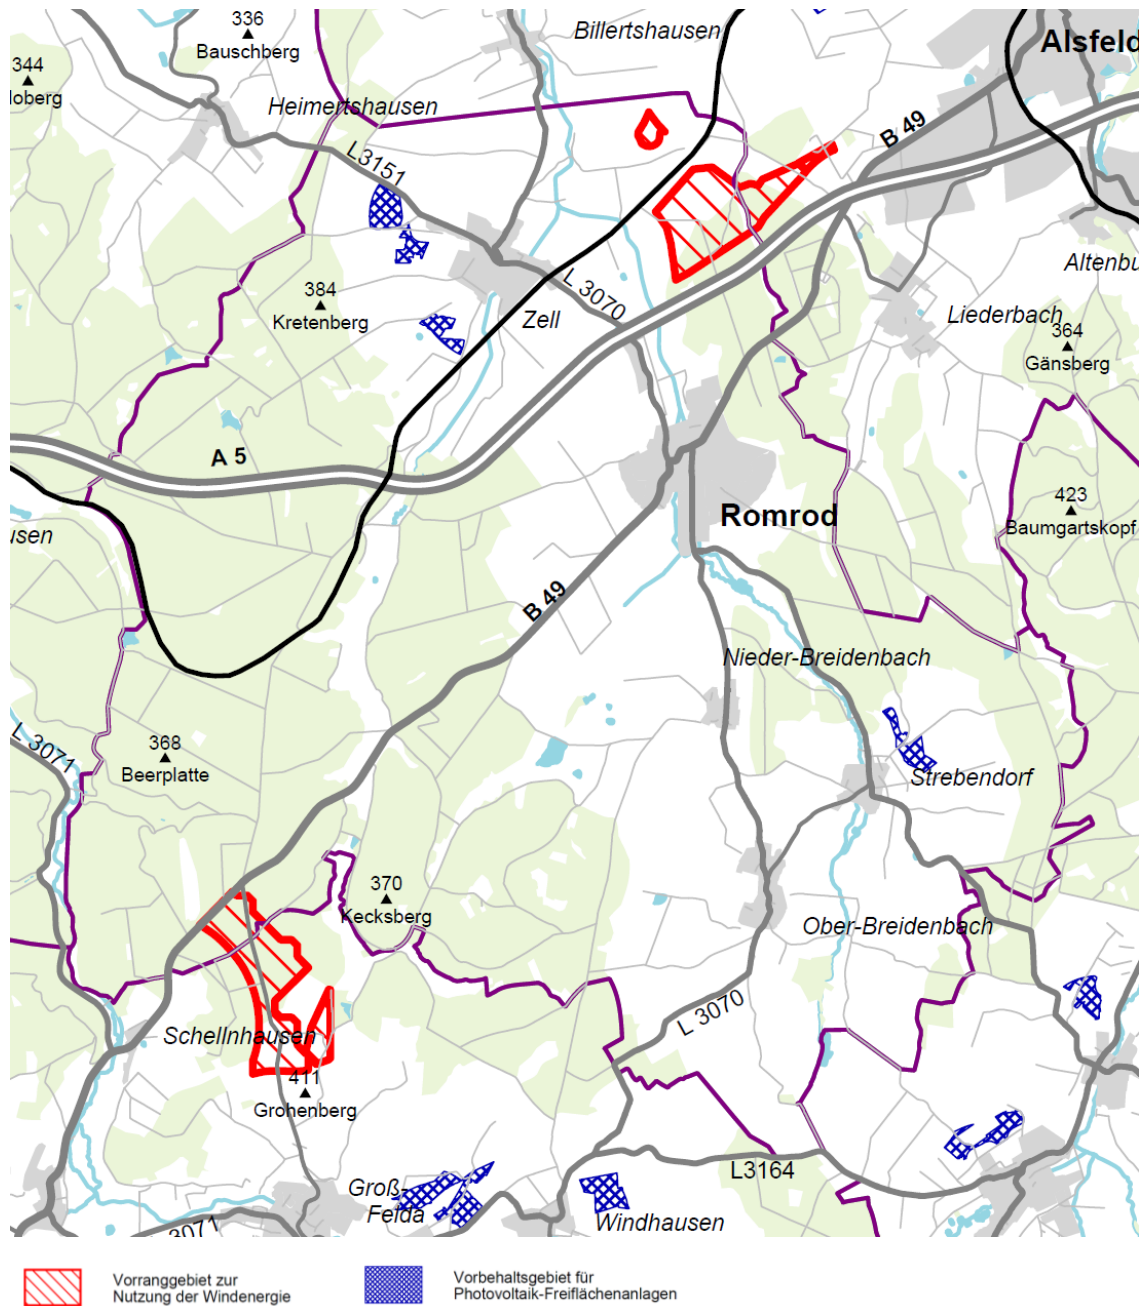 336
Bauschberg
Billertshausen
Alsfeld
344
loberg
Heimertshausen
B 49
L3151
Altenbu
384
Kretenberg
L 3070
Zell
Liederbach
364
Gänsberg
A 5
423
Baumgartskopf
Romrod
usen
B 49
Nieder-Breidenbach
L 3071
368
Beerplatte
Strebendorf
370
Kecksberg
Ober-Breidenbach
L 3070
Schellnhausen
411
Grohenberg
L3164
Groß-
Felda
Windhausen
3071
Vorranggebiet zur
Nutzung der Windenergie
Vorbehaltsgebiet für
Photovoltaik-Freiflächenanlagen